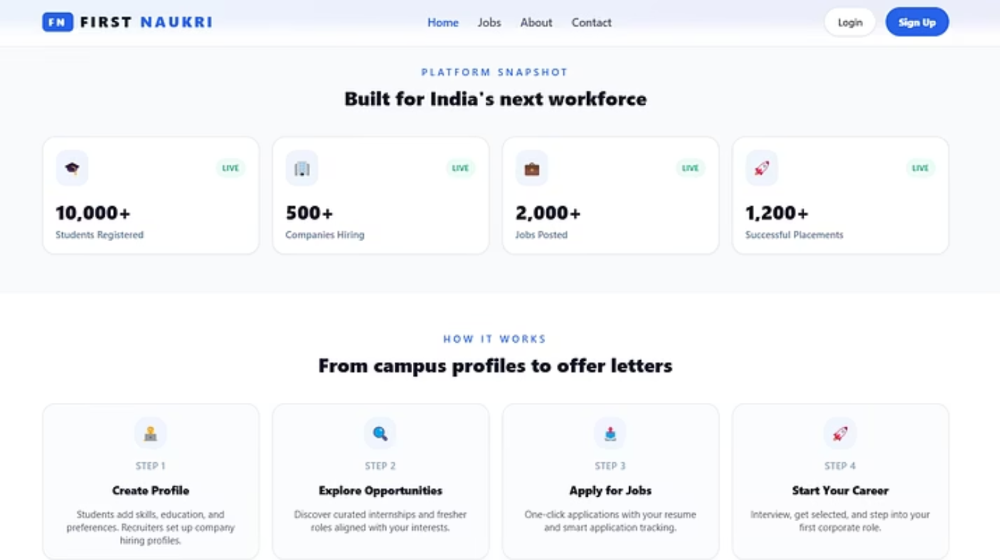 FN FIRST NAUKRI
Home Jobs About Contact
Login Sign Up
PLATFORM SNAPSHOT
Built for India's next workforce
LIVE
10,000+
Students Registered
LIVE
500+
Companies Hiring
LIVE
2,000+
Jobs Posted
LIVE
1,200+
Successful Placements
HOW IT WORKS
From campus profiles to offer letters
STEP 1
Create Profile
Students add skills, education, and
preferences. Recruiters set up company
hiring profiles.
STEP 2
Explore Opportunities
Discover curated internships and fresher
roles aligned with your interests.
STEP 3
Apply for Jobs
One-click applications with your resume
and smart application tracking.
STEP 4
Start Your Career
Interview, get selected, and step into your
first corporate role.